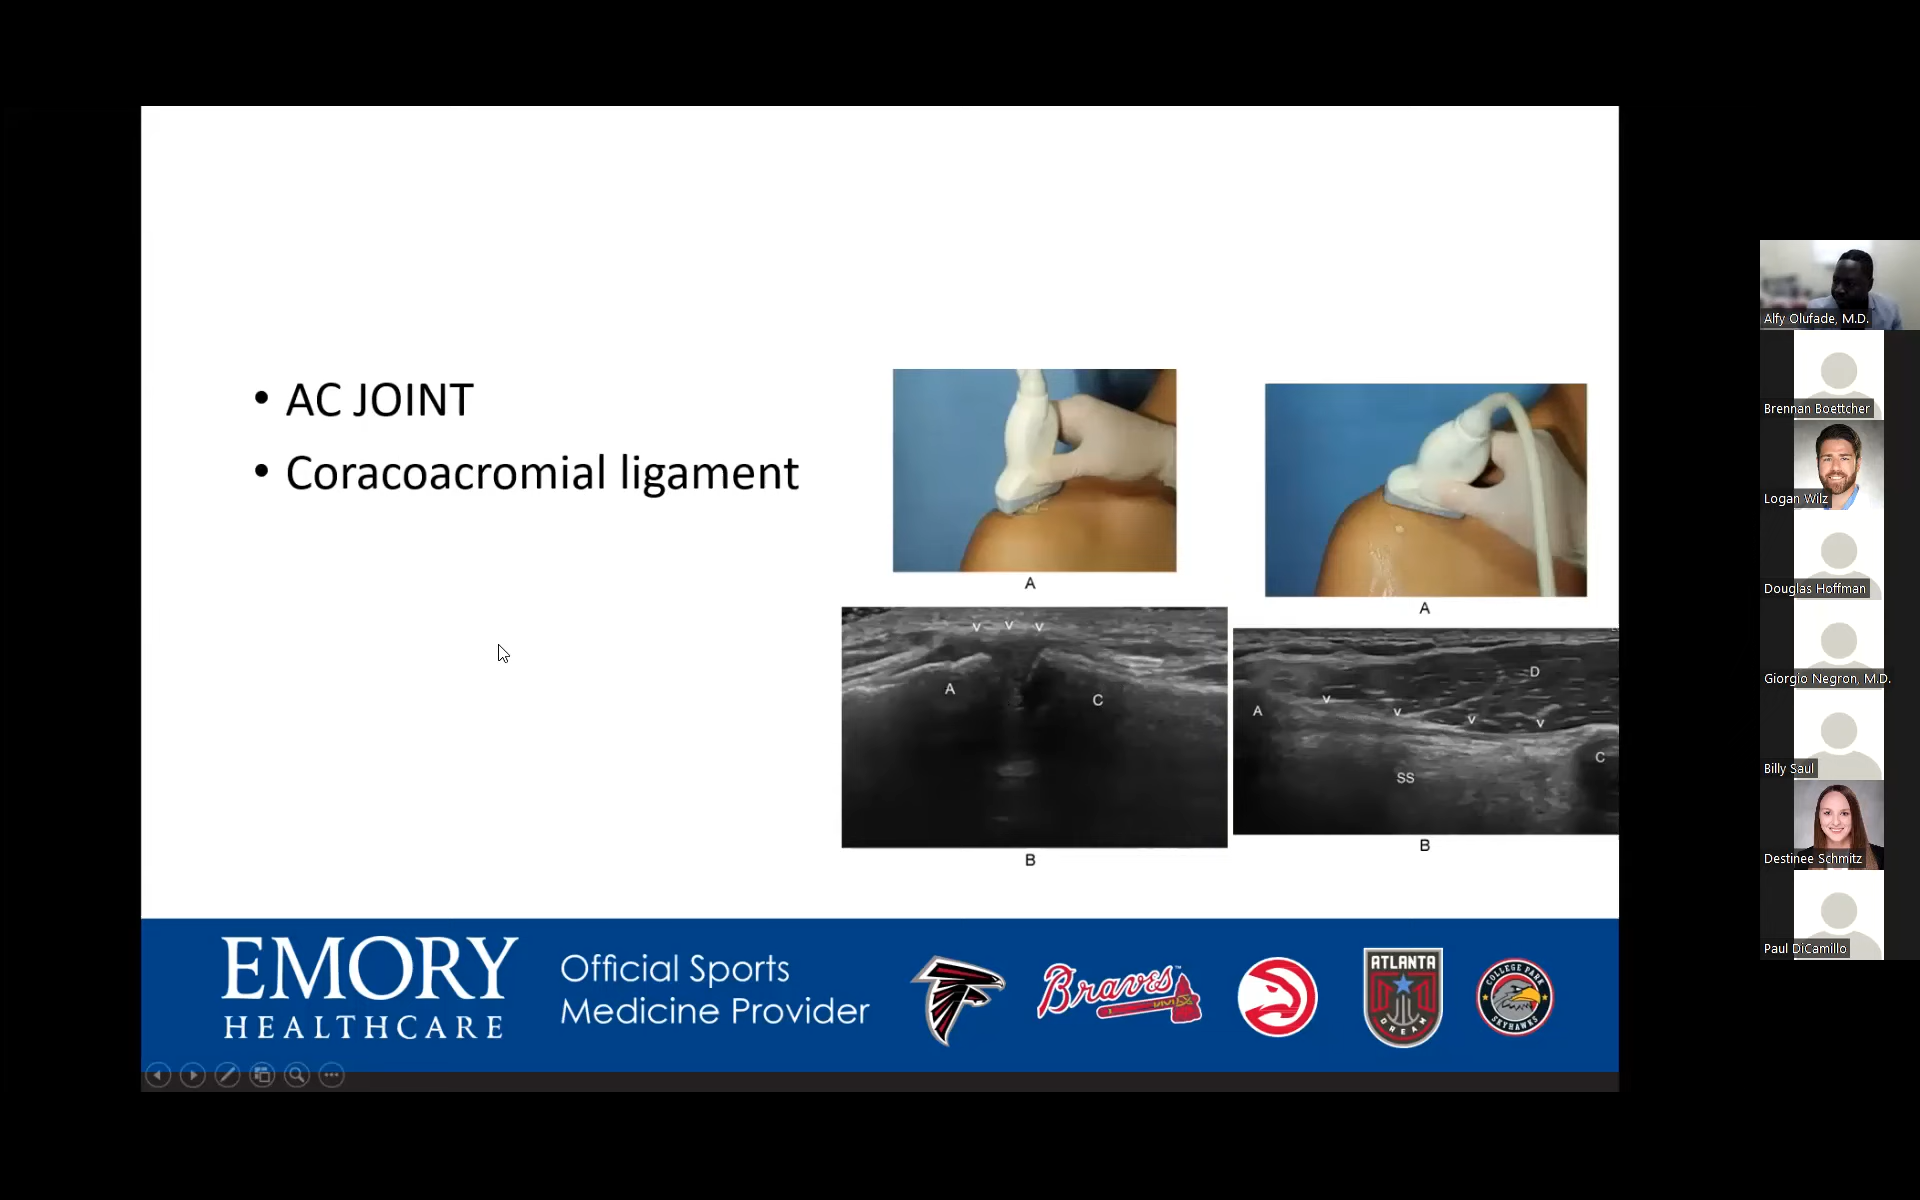 • AC JOINT
• Coracoacromial ligament
A
A
v v v
A
C
B
D
v v v v
A
SS
C
B
EMORY
HEALTHCARE
Official Sports
Medicine Provider
Braves
ATLANTA
DREAM
COLLEGE PARK
SKYHAWKS
Alfy Olufade, M.D.
Brennan Boettcher
Logan Wilz
Douglas Hoffman
Giorgio Negron, M.D.
Billy Saul
Destinee Schmitz
Paul DiCamillo